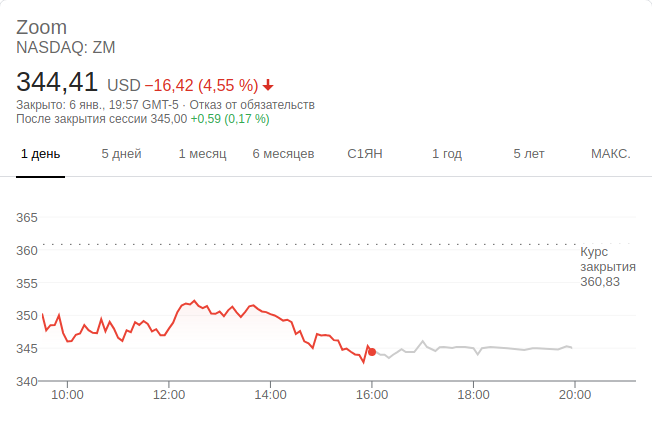 Zoom
NASDAQ: ZM
344,41 USD −16,42 (4,55 %)
Закрыто: 6 янв., 19:57 GMT-5 · Отказ от обязательств
После закрытия сессии 345,00 +0,59 (0,17 %)
1 день 5 дней 1 месяц 6 месяцев С1ЯН 1 год 5 лет МАКС.
365
360
Курс
закрытия
360,83
355
350
345
340
10:00 12:00 14:00 16:00 18:00 20:00